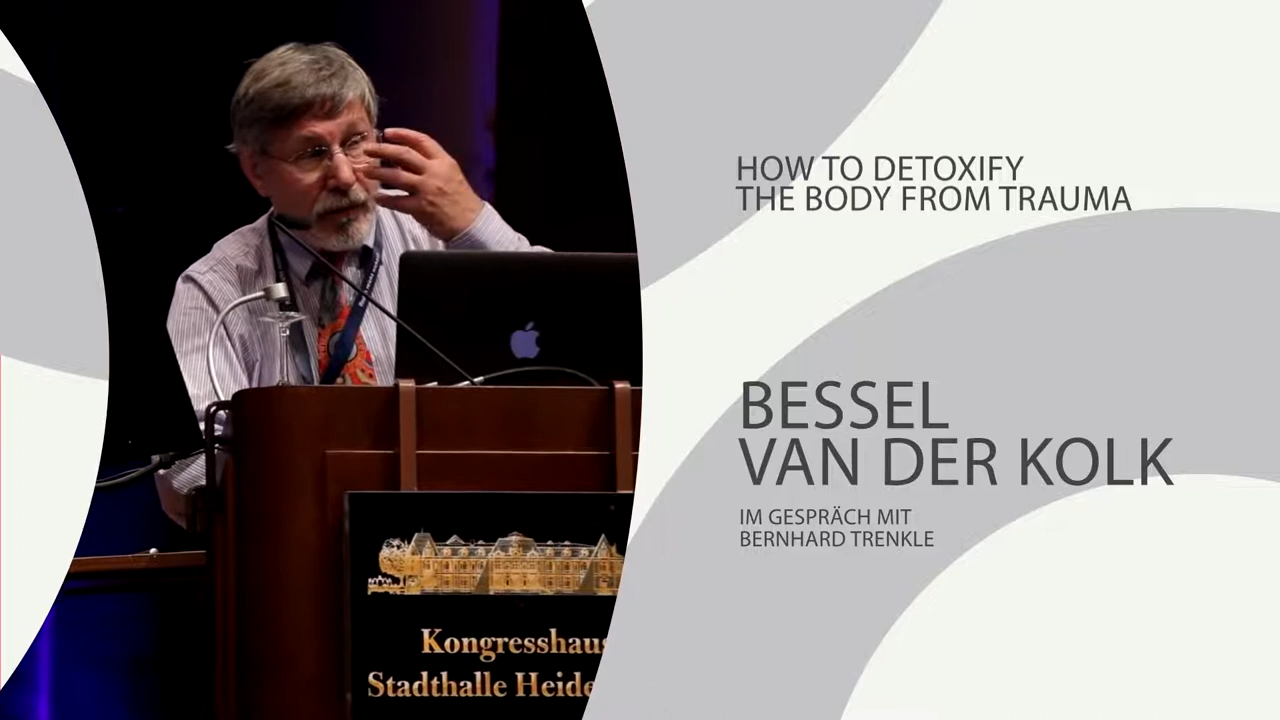 HOW TO DETOXIFY
THE BODY FROM TRAUMA
BESSEL
VAN DER KOLK
IM GESPRÄCH MIT
BERNHARD TRENKLE
Kongresshaus
Stadthalle Heide